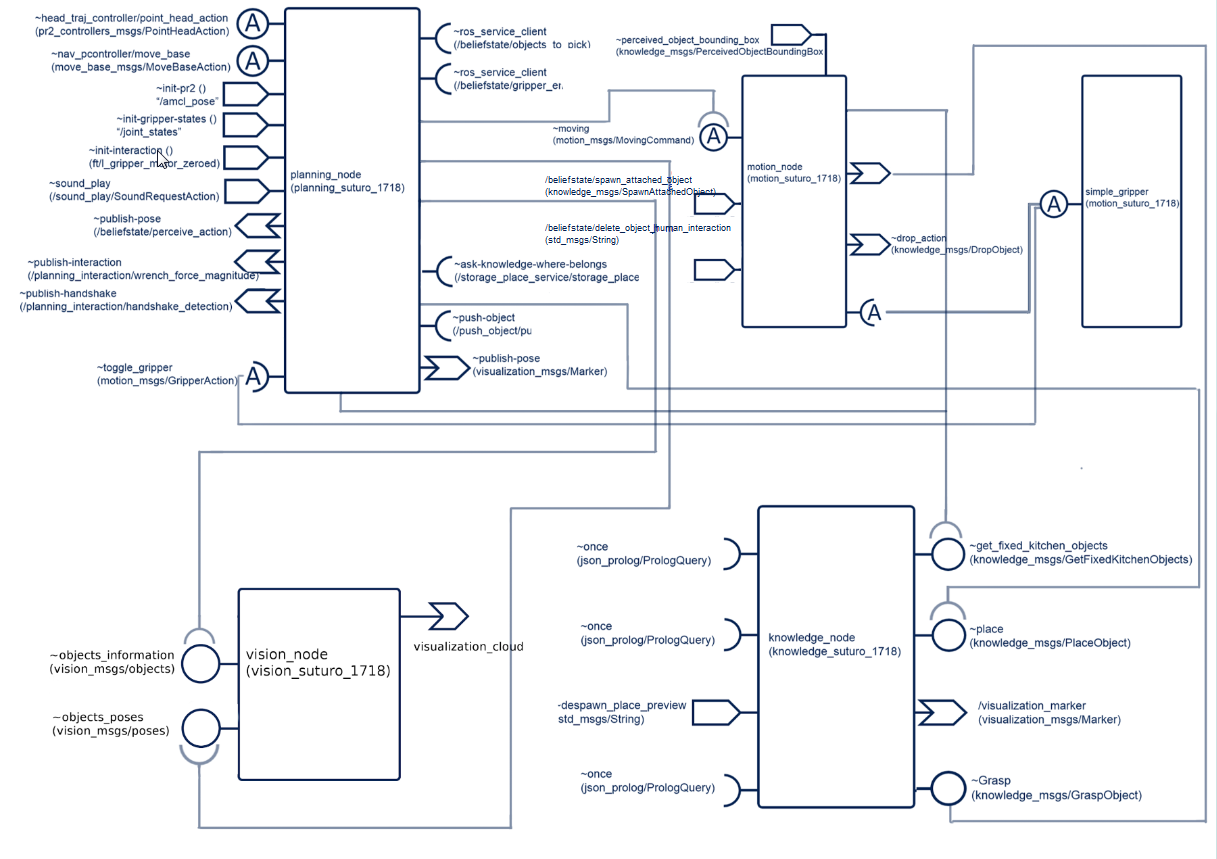 ~head_traj_controller/point_head_action
(pr2_controllers_msgs/PointHeadAction)
A
~nav_pcontroller/move_base
(move_base_msgs/MoveBaseAction)
A
~init-pr2 ()
"/amcl_pose"
~init-gripper-states ()
"/joint_states"
~init-interaction ()
(ft/l_gripper_motor_zeroed)
~sound_play
(/sound_play/SoundRequestAction)
~publish-pose
(/beliefstate/perceive_action)
~publish-interaction
(/planning_interaction/wrench_force_magnitude)
~publish-handshake
(/planning_interaction/handshake_detection)
~toggle_gripper
(motion_msgs/GripperAction)
A
planning_node
(planning_suturo_1718)
~ros_service_client
(/beliefstate/objects_to_pick)
~ros_service_client
(/beliefstate/gripper_er.
~ask-knowledge-where-belongs
(/storage_place_service/storage_place
~push-object
(/push_object/pu
~publish-pose
(visualization_msgs/Marker)
~perceived_object_bounding_box
(knowledge_msgs/PerceivedObjectBoundingBox
~moving
(motion_msgs/MovingCommand)
A
/beliefstate/spawn_attached_object
(knowledge_msgs/SpawnAttachedObject)
/beliefstate/delete_object_human_interaction
(std_msgs/String)
motion_node
(motion_suturo_1718)
~drop_action
(knowledge_msgs/DropObject)
A
A
simple_gripper
(motion_suturo_1718)
~objects_information
(vision_msgs/objects)
~objects_poses
(vision_msgs/poses)
vision_node
(vision_suturo_1718)
visualization_cloud
~once
(json_prolog/PrologQuery)
~once
(json_prolog/PrologQuery)
-despawn_place_preview
std_msgs/String)
~once
(json_prolog/PrologQuery)
knowledge_node
(knowledge_suturo_1718)
~get_fixed_kitchen_objects
(knowledge_msgs/GetFixedKitchenObjects)
~place
(knowledge_msgs/PlaceObject)
/visualization_marker
(visualization_msgs/Marker)
~Grasp
(knowledge_msgs/GraspObject)